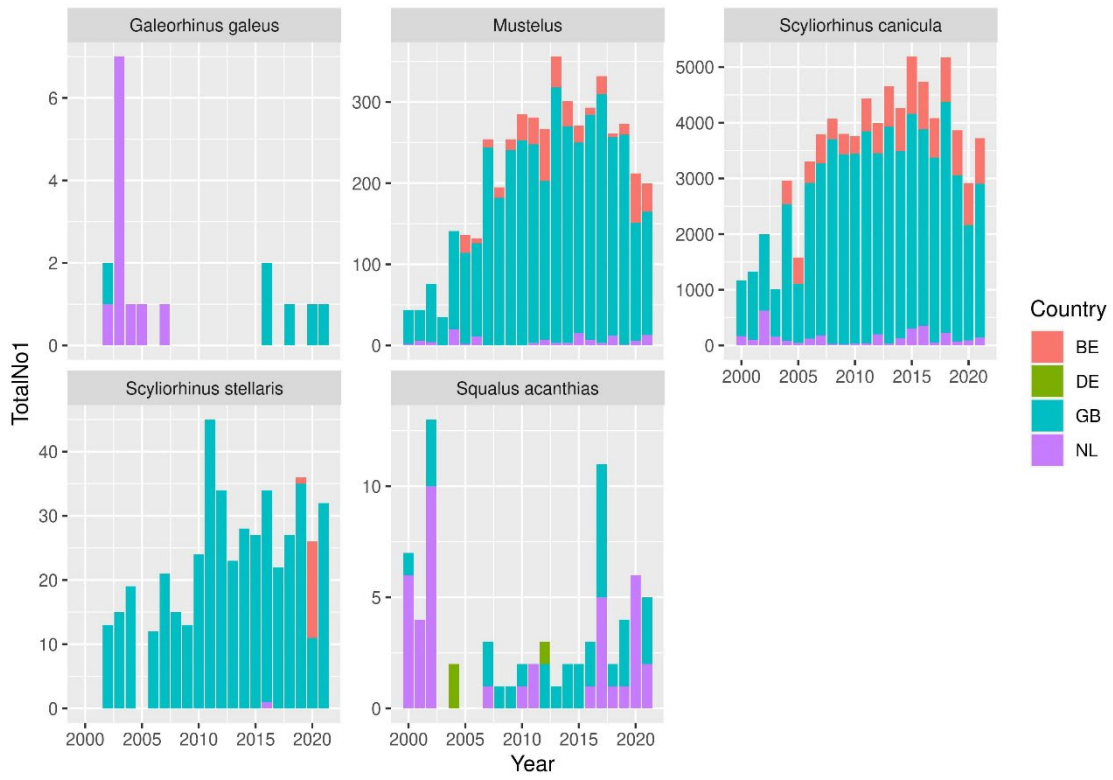 Galeorhinus galeus
Mustelus
Scyliorhinus canicula
6
4
2
0
300
200
100
0
5000
4000
3000
2000
1000
0
2000 2005 2010 2015 2020
Scyliorhinus stellaris
Squalus acanthias
40
30
20
10
0
10
5
0
2000 2005 2010 2015 2020
2000 2005 2010 2015 2020
TotalNo1
Year
Country
BE
DE
GB
NL